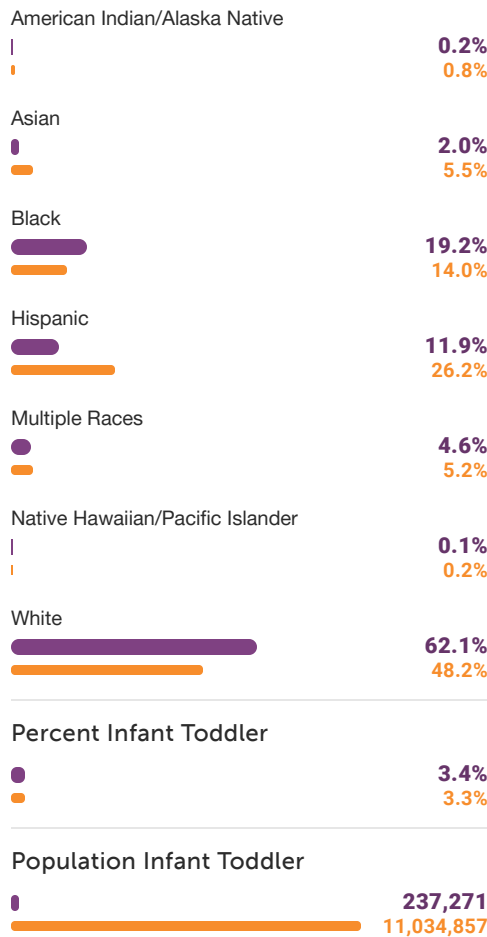 American Indian/Alaska Native
0.2%
0.8%
Asian
2.0%
5.5%
Black
19.2%
14.0%
Hispanic
11.9%
26.2%
Multiple Races
4.6%
5.2%
Native Hawaiian/Pacific Islander
0.1%
0.2%
White
62.1%
48.2%
Percent Infant Toddler
3.4%
3.3%
Population Infant Toddler
237,271
11,034,857